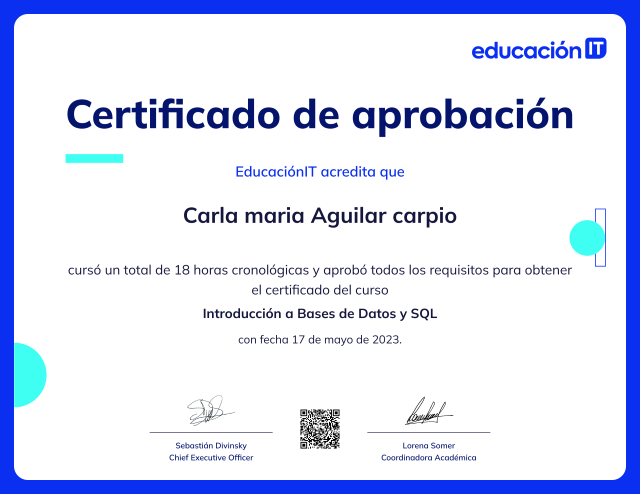 educación IT
Certificado de aprobación
EducaciónIT acredita que
Carla maria Aguilar carpio
cursó un total de 18 horas cronológicas y aprobó todos los requisitos para obtener
el certificado del curso
Introducción a Bases de Datos y SQL
con fecha 17 de mayo de 2023.
Sebastián Divinsky
Chief Executive Officer
Lorena Somer
Coordinadora Académica